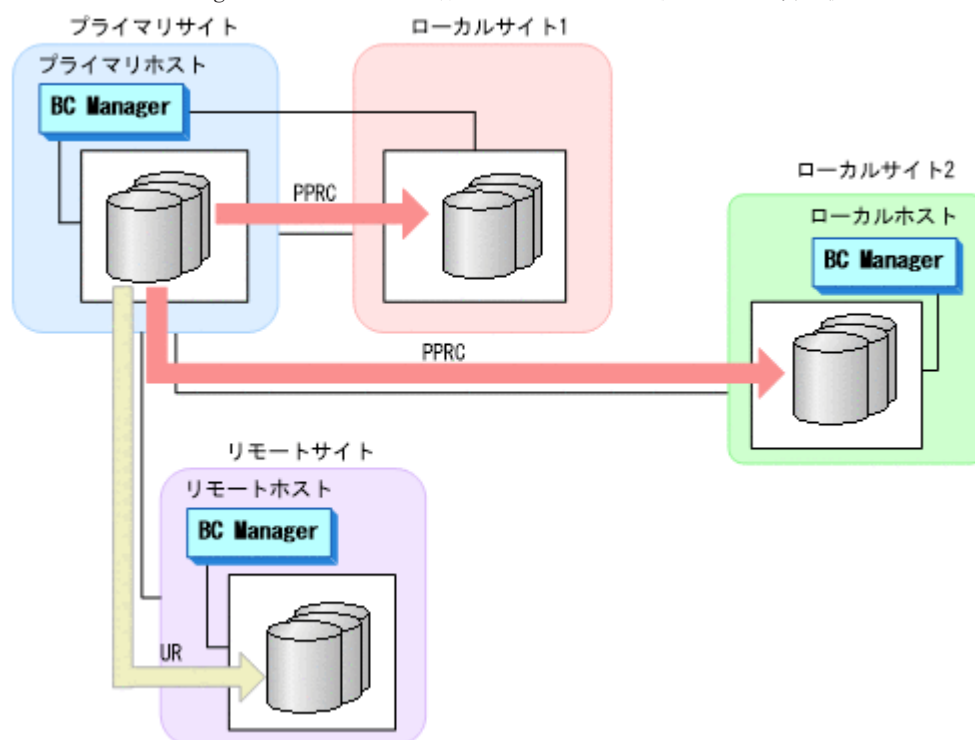 プライマリサイト
ローカルサイト1
プライマリホスト
BC Manager
PPRC
ローカルサイト2
ローカルホスト
BC Manager
PPRC
リモートサイト
リモートホスト
BC Manager
UR